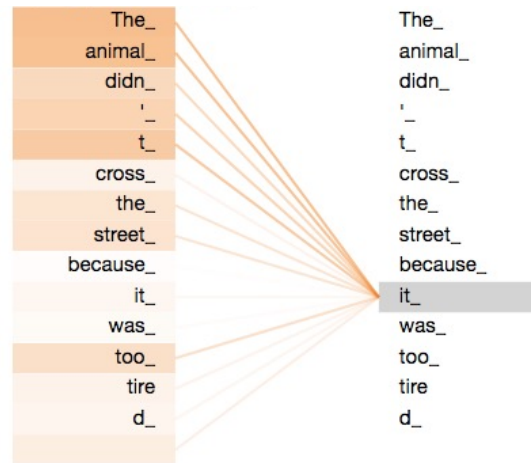 The_ The_
animal_ animal_
didn_ didn_
'_ '_
t_ t_
cross_ cross_
the_ the_
street_ street_
because_ because_
it_ it_
was_ was_
too_ too_
tire tire
d_ d_